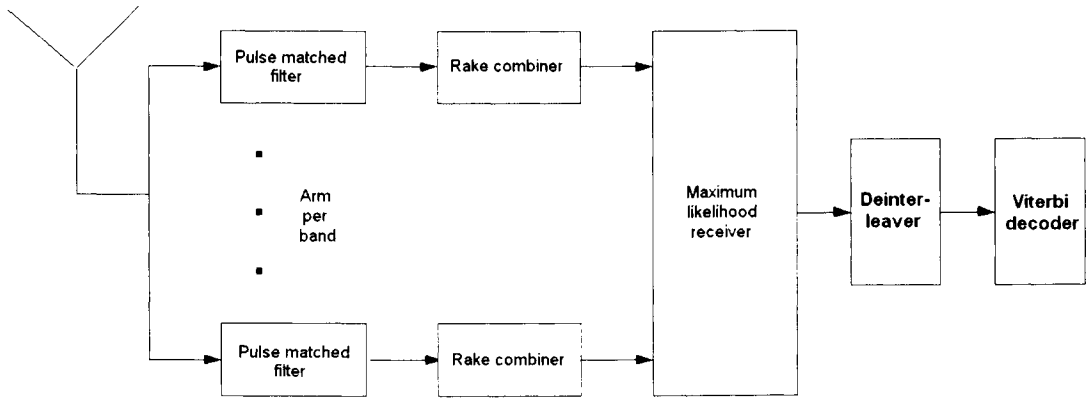 Pulse matched
filter
Rake combiner
Arm
per
band
Maximum
likelihood
receiver
Deinter-
leaver
Viterbi
decoder
Pulse matched
filter
Rake combiner